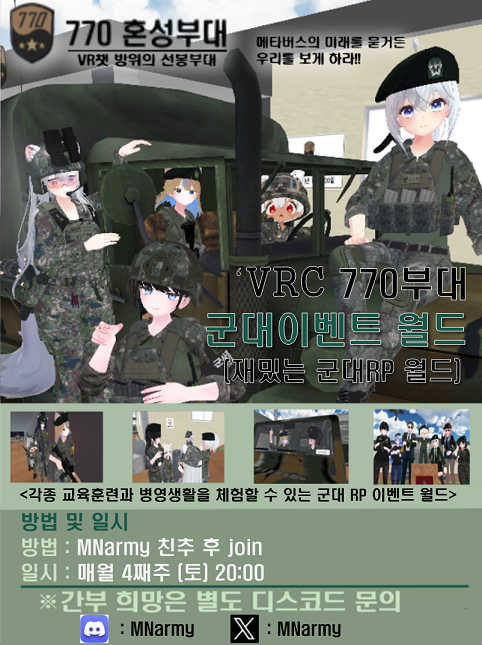 770
770 혼성부대
VR챗 방위의 선봉부대
메타버스의 미래를 묻거든
우리를 보게 하라!!
'VRC 770부대
군대이벤트 월드
(재밌는 군대RP 월드)
<각종 교육훈련과 병영생활을 체험할 수 있는 군대 RP 이벤트 월드>
방법 및 일시
방법 : MNarmy 친추 후 join
일시 : 매월 4째주 (토) 20:00
※간부 희망은 별도 디스코드 문의
: MNarmy
: MNarmy